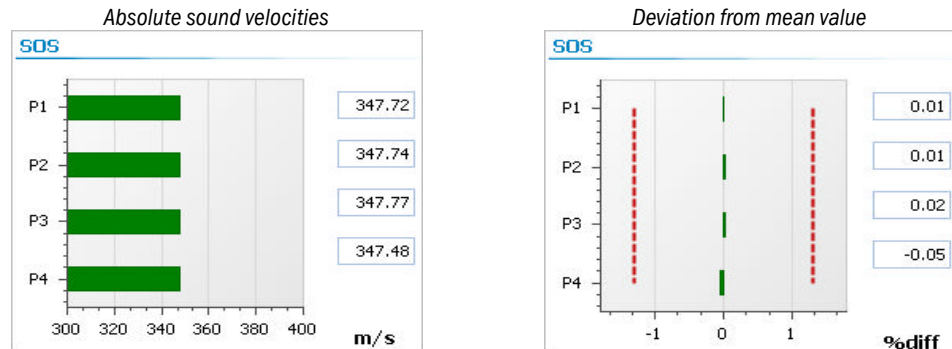 Absolute sound velocities
SOS
P1
347.72
P2
347.74
P3
347.77
P4
347.48
300 320 340 360 380 400
m/s
Deviation from mean value
SOS
P1
0.01
P2
0.01
P3
0.02
P4
-0.05
-1 0 1
%diff